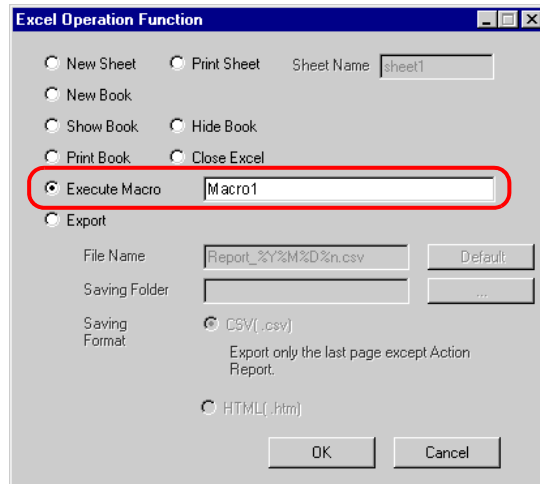 Excel Operation Function
New Sheet Print Sheet Sheet Name sheet1
New Book
Show Book Hide Book
Print Book Close Excel
Execute Macro Macro1
Export
File Name Report_%Y%M%D%n.csv Default
Saving Folder ...
Saving Format CSV( .csv)
Export only the last page except Action
Report.
HTML( .htm)
OK Cancel